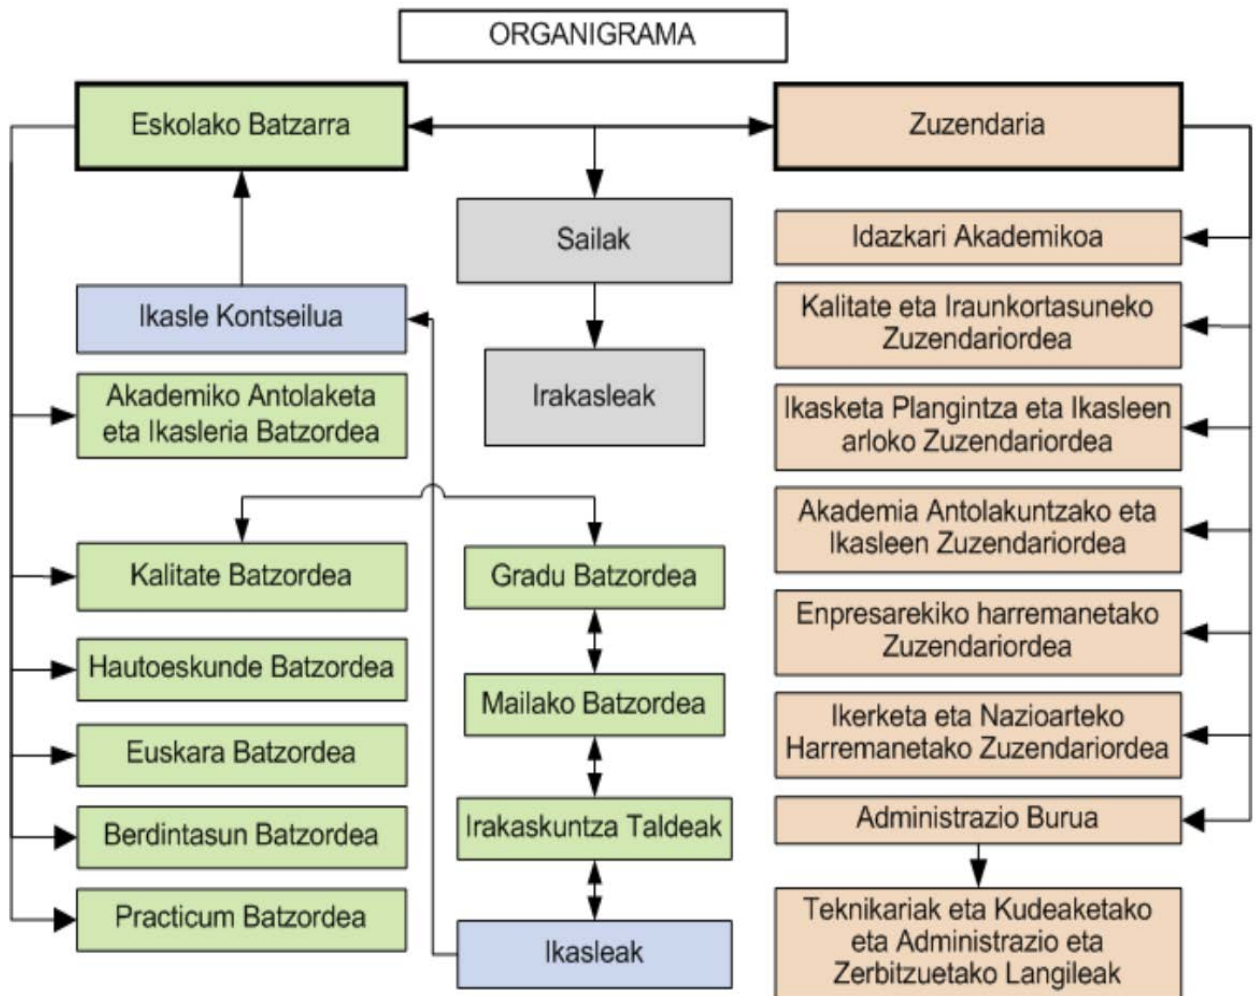 ORGANIGRAMA
Eskolako Batzarra
Zuzendaria
Sailak
Irakasleak
Ikasle Kontseilua
Akademiko Antolaketa
eta Ikasleria Batzordea
Kalitate Batzordea
Hautoeskunde Batzordea
Euskara Batzordea
Berdintasun Batzordea
Practicum Batzordea
Gradu Batzordea
Mailako Batzordea
Irakaskuntza Taldeak
Ikasleak
Idazkari Akademikoa
Kalitate eta Iraunkortasuneko
Zuzendariordea
Ikasketa Plangintza eta Ikasleen
arloko Zuzendariordea
Akademia Antolakuntzako eta
Ikasleen Zuzendariordea
Enpresarekiko harremanetako
Zuzendariordea
Ikerketa eta Nazioarteko
Harremanetako Zuzendariordea
Administrazio Burua
Teknikariak eta Kudeaketako
eta Administrazio eta
Zerbitzuetako Langileak